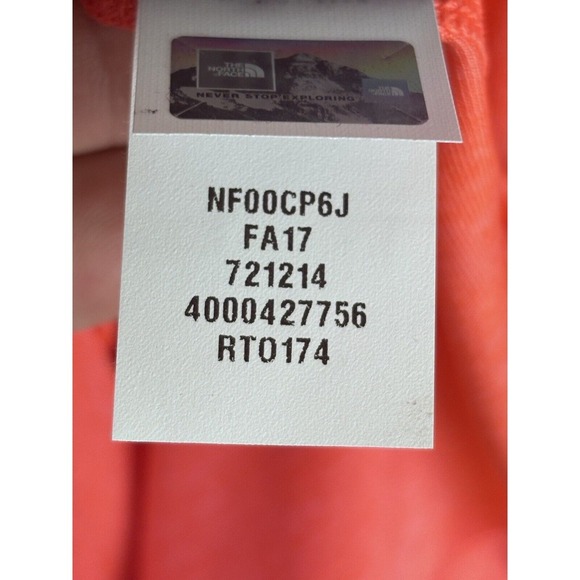 THE
NORTH
FACE
NEVER STOP EXPLORING
NF00CP6J
FA17
721214
4000427756
RT0174